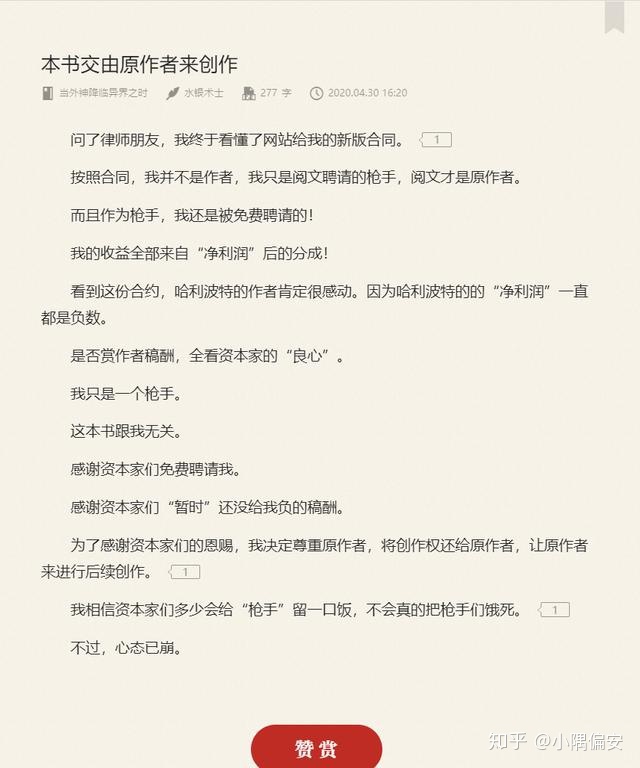 本书交由原作者来创作
当外神降临异界之时 水银术士 277 字 2020.04.30 16:20
问了律师朋友，我终于看懂了网站给我的新版合同。 1
按照合同，我并不是作者，我只是阅文聘请的枪手，阅文才是原作者。
而且作为枪手，我还是被免费聘请的！
我的收益全部来自“净利润”后的分成！
看到这份合约，哈利波特的作者肯定很感动。因为哈利波特的的“净利润”一直
都是负数。
是否赏作者稿酬，全看资本家的“良心”。
我只是一个枪手。
这本书跟我无关。
感谢资本家们免费聘请我。
感谢资本家们“暂时”还没给我负的稿酬。
为了感谢资本家们的恩赐，我决定尊重原作者，将创作权还给原作者，让原作者
来进行后续创作。 1
我相信资本家们多少会给“枪手”留一口饭，不会真的把枪手们饿死。 1
不过，心态已崩。
赞赏
知乎 @小隅偏安